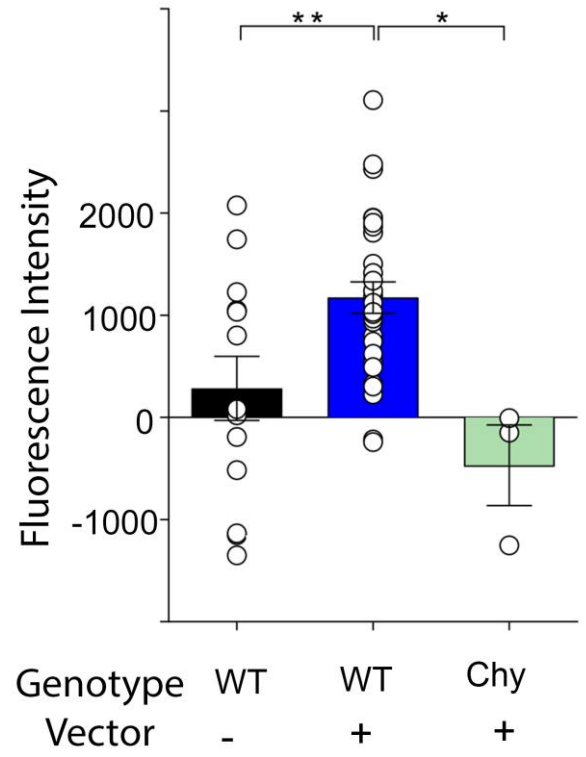 ** *
Fluorescence Intensity
2000
1000
0
-1000
Genotype WT WT Chy
Vector - + +